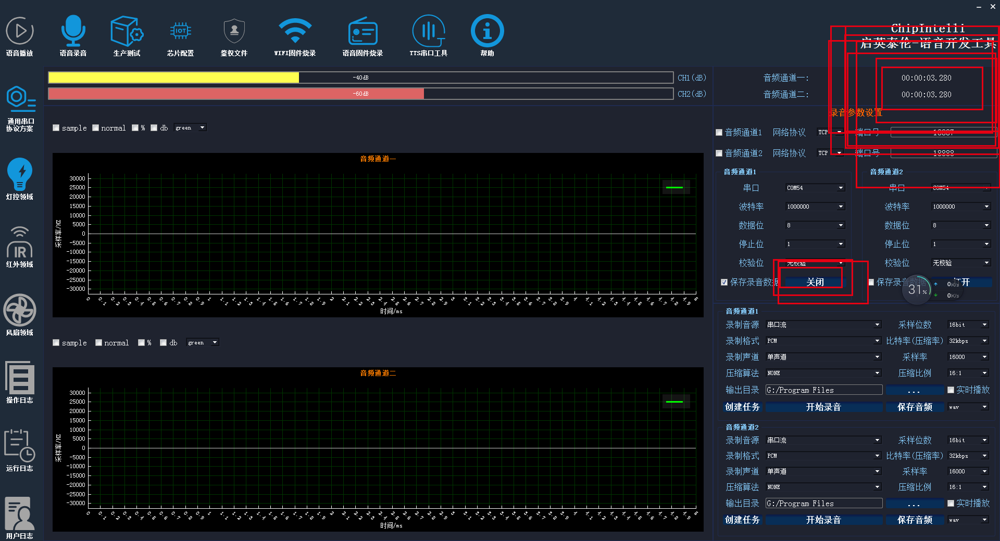 ChipIntelli
启英泰伦-语音开发工具
语音播放
语音录音
生产测试
IOT
芯片配置
鉴权文件
WIFI固件烧录
语音固件烧录
TTS串口工具
帮助
通用串口
协议方案
灯控领域
IR
红外领域
风扇领域
操作日志
运行日志
用户日志
-40dB
CH1(dB)
-60dB
CH2(dB)
音频通道一:
00:00:03.280
音频通道二:
00:00:03.280
sample
normal
%
db
green
音频通道一
30000
25000
20000
15000
10000
5000
0
-5000
-10000
-15000
-20000
-25000
-30000
采样率/HZ
时间/ms
sample
normal
%
db
green
音频通道二
30000
25000
20000
15000
10000
5000
0
-5000
-10000
-15000
-20000
-25000
-30000
采样率/HZ
时间/ms
录音参数设置
音频通道1 网络协议 TCP 端口号 18887
音频通道2 网络协议 TCP 端口号 18888
音频通道1
串口 COM54
波特率 1000000
数据位 8
停止位 1
校验位 无校验
保存录音数据 关闭
音频通道2
串口 COM54
波特率 1000000
数据位 8
停止位 1
校验位 无校验
保存录音数据
31%
0K/s
0K/s
音频通道1
录制音源 串口流 采样位数 16bit
录制格式 PCM 比特率(压缩率) 32kbps
录制声道 单声道 采样率 16000
压缩算法 NONE 压缩比例 16:1
输出目录 G:/Program Files ... 实时播放
创建任务 开始录音 保存音频 wav
音频通道2
录制音源 串口流 采样位数 16bit
录制格式 PCM 比特率(压缩率) 32kbps
录制声道 单声道 采样率 16000
压缩算法 NONE 压缩比例 16:1
输出目录 G:/Program Files ... 实时播放
创建任务 开始录音 保存音频 wav